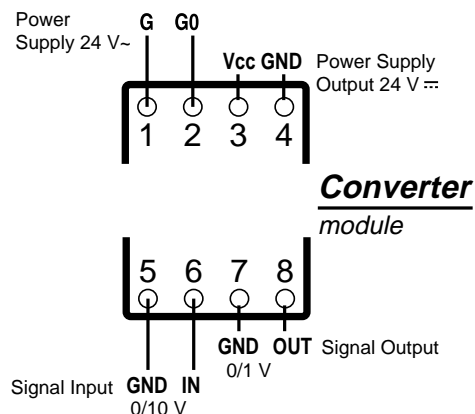 Power
Supply 24 V~
G G0
Vcc GND
Power Supply
Output 24 V ⎓
1 2 3 4
Converter
module
5 6 7 8
GND OUT Signal Output
0/1 V
Signal Input GND IN
0/10 V